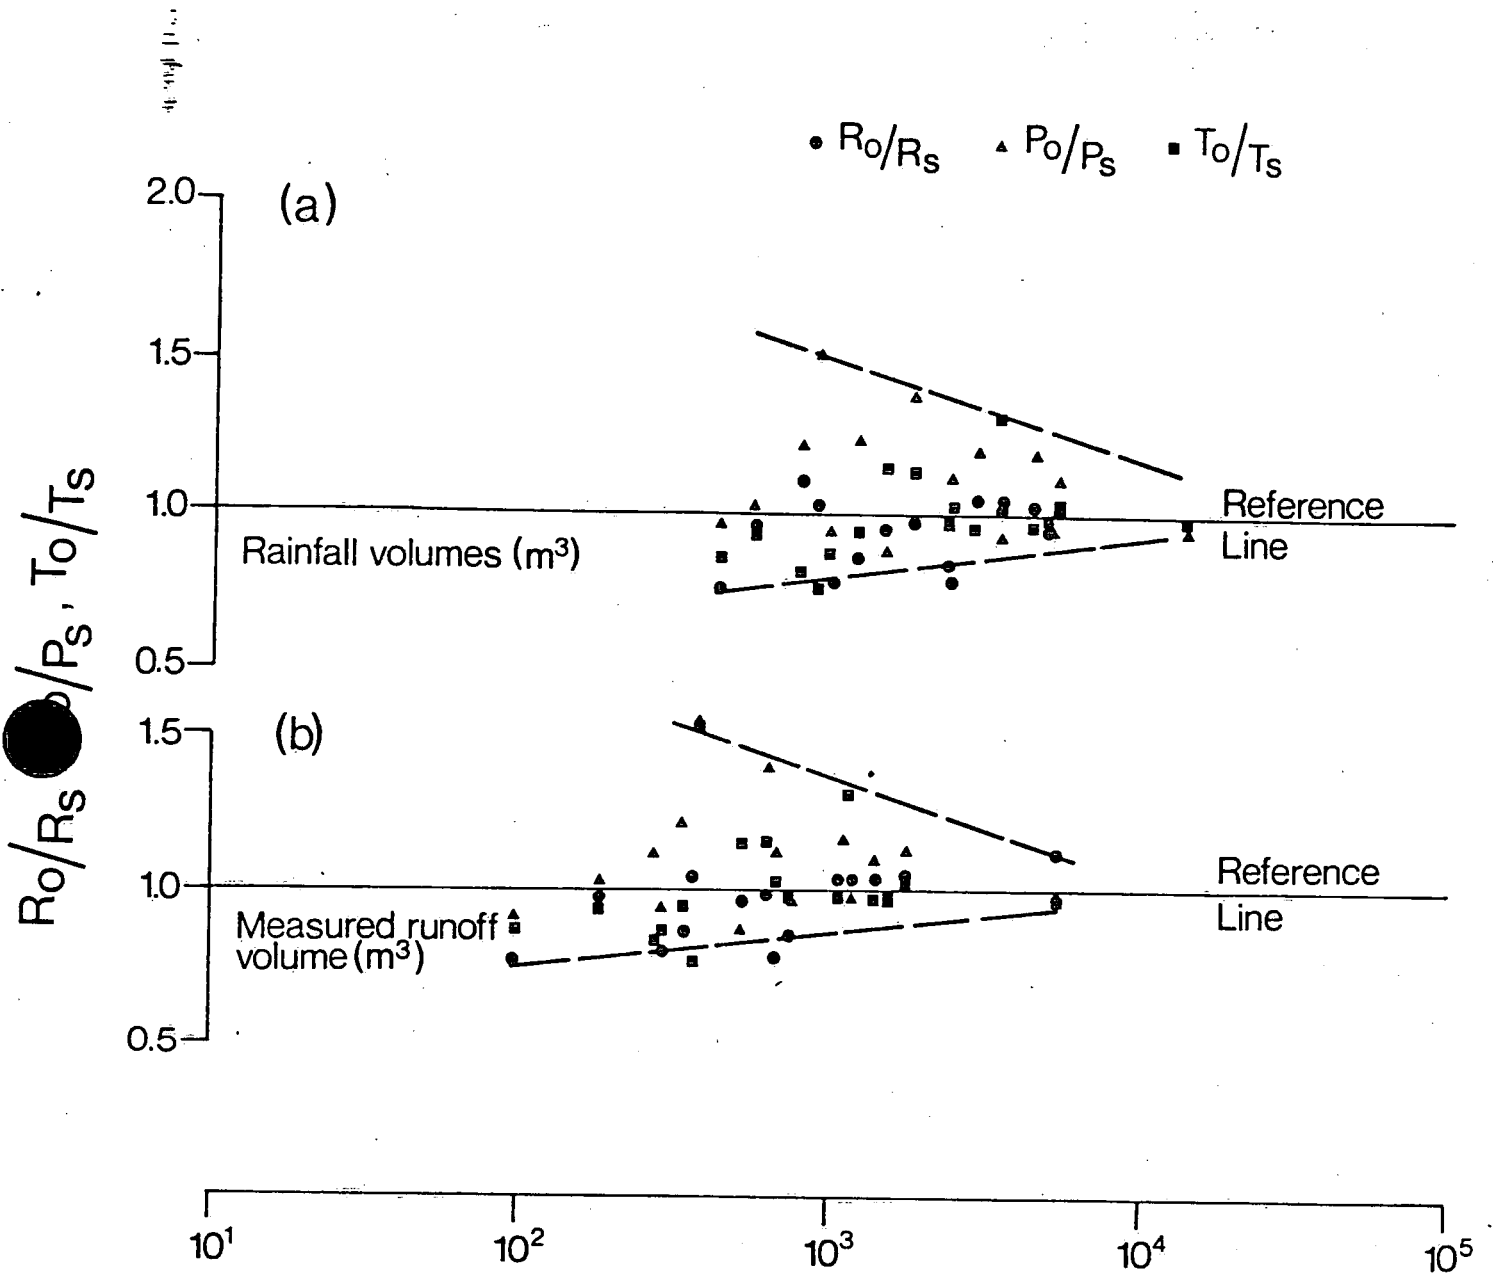 Ro/Rs Po/Ps To/Ts
(a)
2.0
1.5
1.0
Reference
Line
Rainfall volumes (m³)
0.5
(b)
1.5
1.0
Reference
Line
Measured runoff
volume (m³)
0.5
10¹ 10² 10³ 10⁴ 10⁵
Ro/Rs /Ps, To/Ts